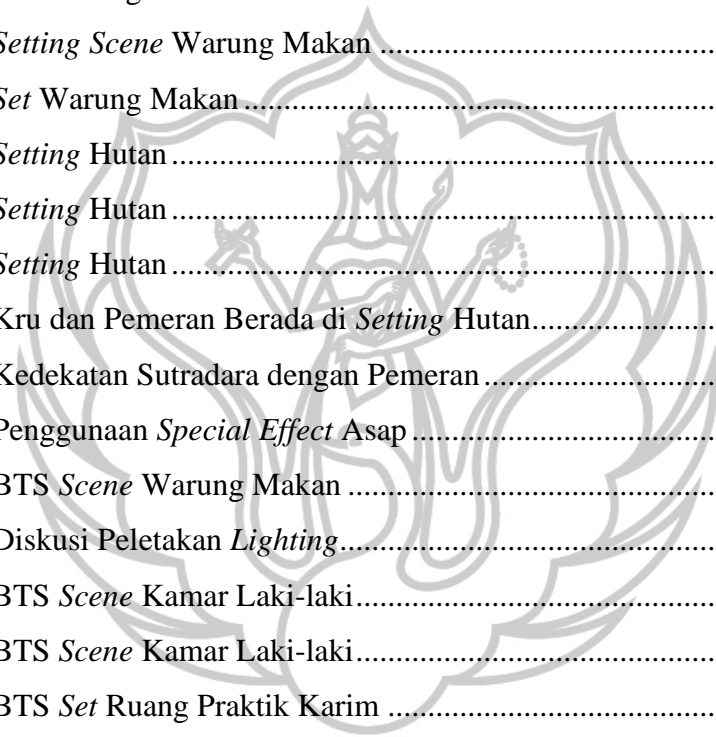 Setting Scene Warung Makan ..........................................................
Set Warung Makan ................................................................................
Setting Hutan ..........................................................................................
Setting Hutan ..........................................................................................
Setting Hutan ..........................................................................................
Kru dan Pemeran Berada di Setting Hutan ..............................
Kedekatan Sutradara dengan Pemeran ......................................
Penggunaan Special Effect Asap ..................................................
BTS Scene Warung Makan ............................................................
Diskusi Peletakan Lighting ............................................................
BTS Scene Kamar Laki-laki ............................................................
BTS Scene Kamar Laki-laki ............................................................
BTS Set Ruang Praktik Karim ......................................................